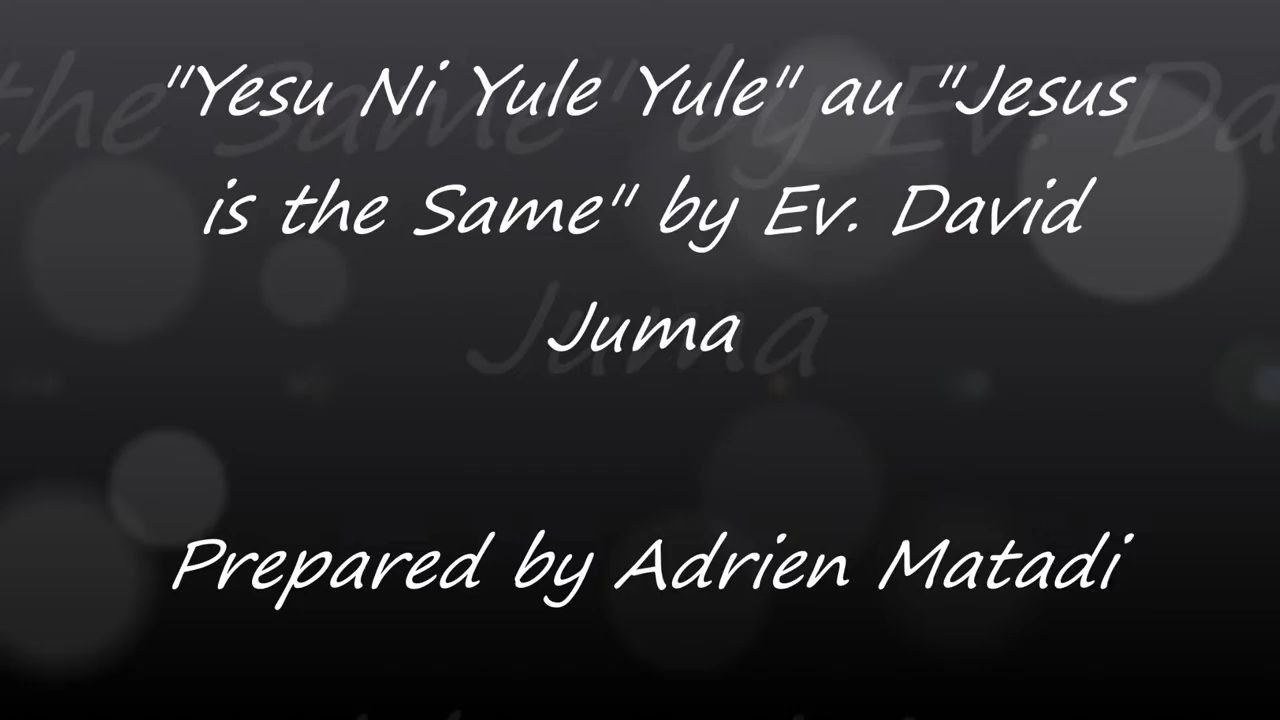 "Yesu Ni Yule Yule" au "Jesus
is the Same" by Ev. David
Juma
Prepared by Adrien Matadi